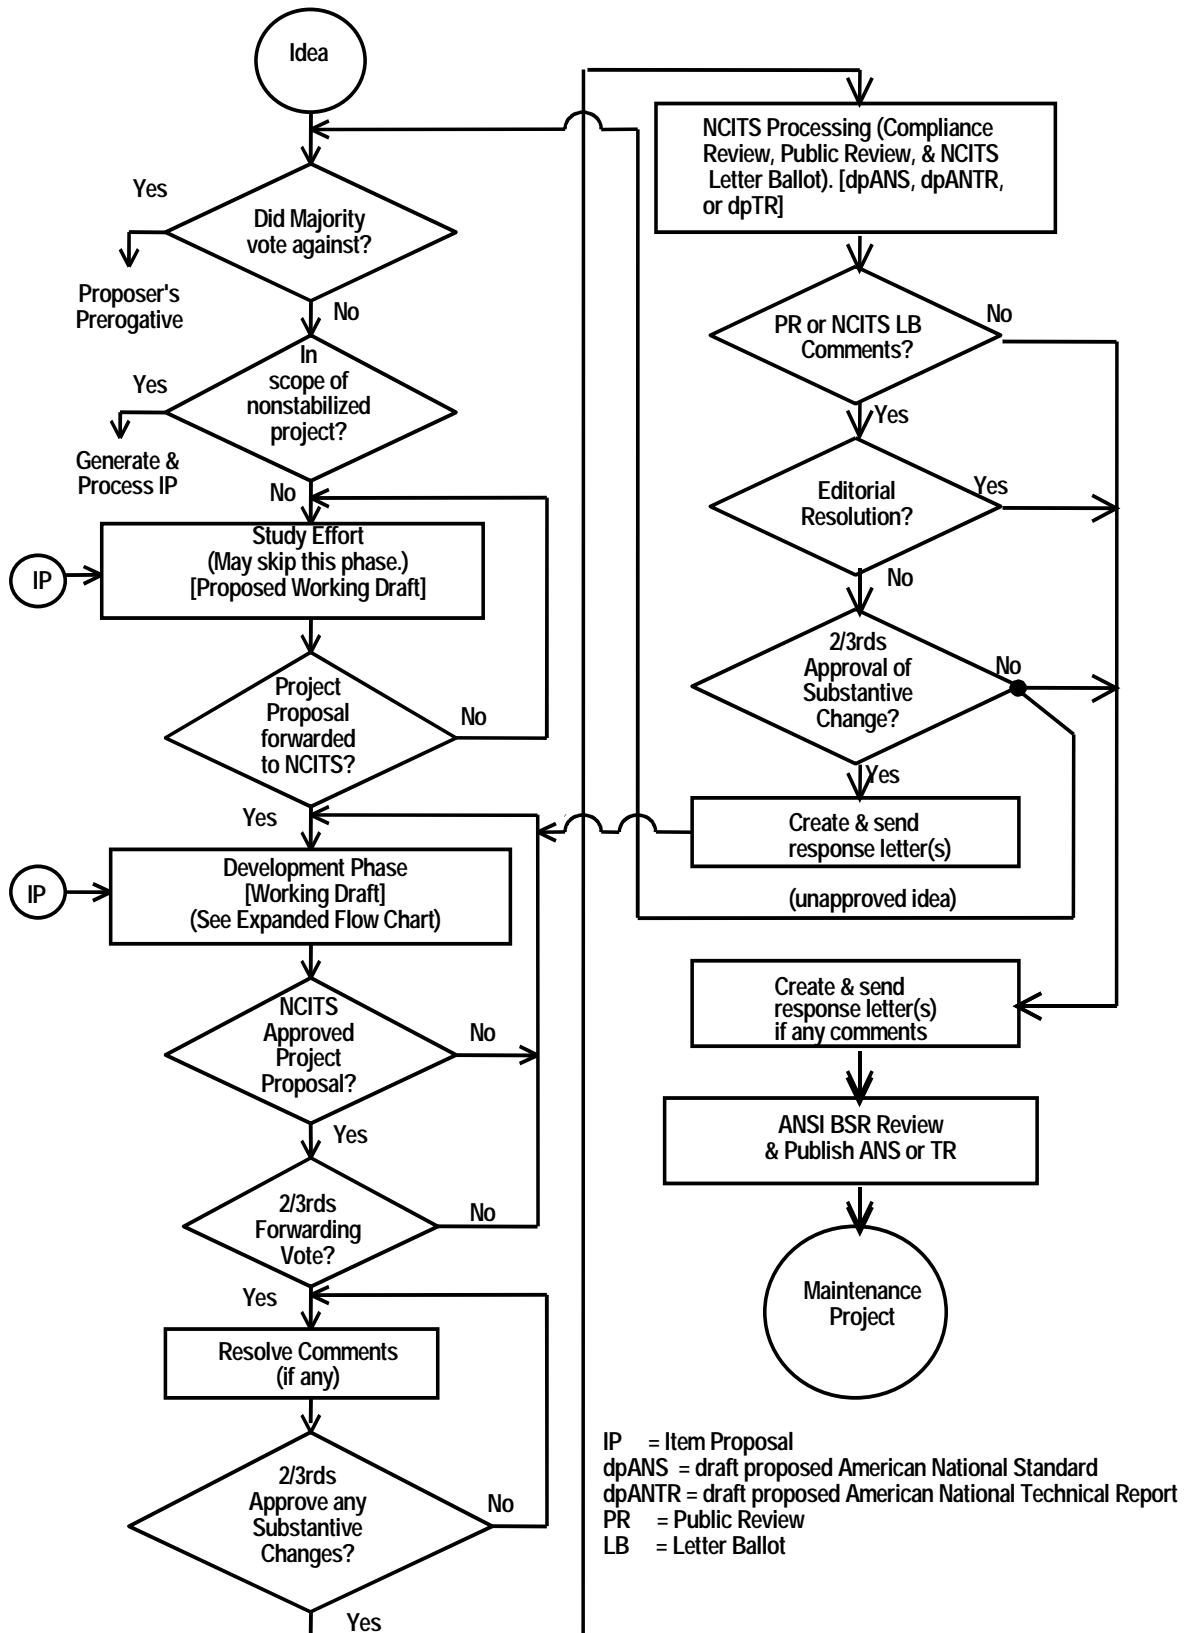 Idea
Yes
Did Majority
vote against?
Proposer's
Prerogative
No
Yes
In
scope of
nonstabilized
project?
Generate &
Process IP
No
Study Effort
(May skip this phase.)
[Proposed Working Draft]
IP
Project
Proposal
forwarded
to NCITS?
No
Yes
Development Phase
[Working Draft]
(See Expanded Flow Chart)
IP
NCITS
Approved
Project
Proposal?
No
Yes
2/3rds
Forwarding
Vote?
No
Yes
Resolve Comments
(if any)
2/3rds
Approve any
Substantive
Changes?
No
Yes
NCITS Processing (Compliance
Review, Public Review, & NCITS
Letter Ballot). [dpANS, dpANTR,
or dpTR]
PR or NCITS LB
Comments?
No
Yes
Editorial
Resolution?
Yes
No
2/3rds
Approval of
Substantive
Change?
No
Yes
Create & send
response letter(s)
(unapproved idea)
Create & send
response letter(s)
if any comments
ANSI BSR Review
& Publish ANS or TR
Maintenance
Project
IP = Item Proposal
dpANS = draft proposed American National Standard
dpANTR = draft proposed American National Technical Report
PR = Public Review
LB = Letter Ballot